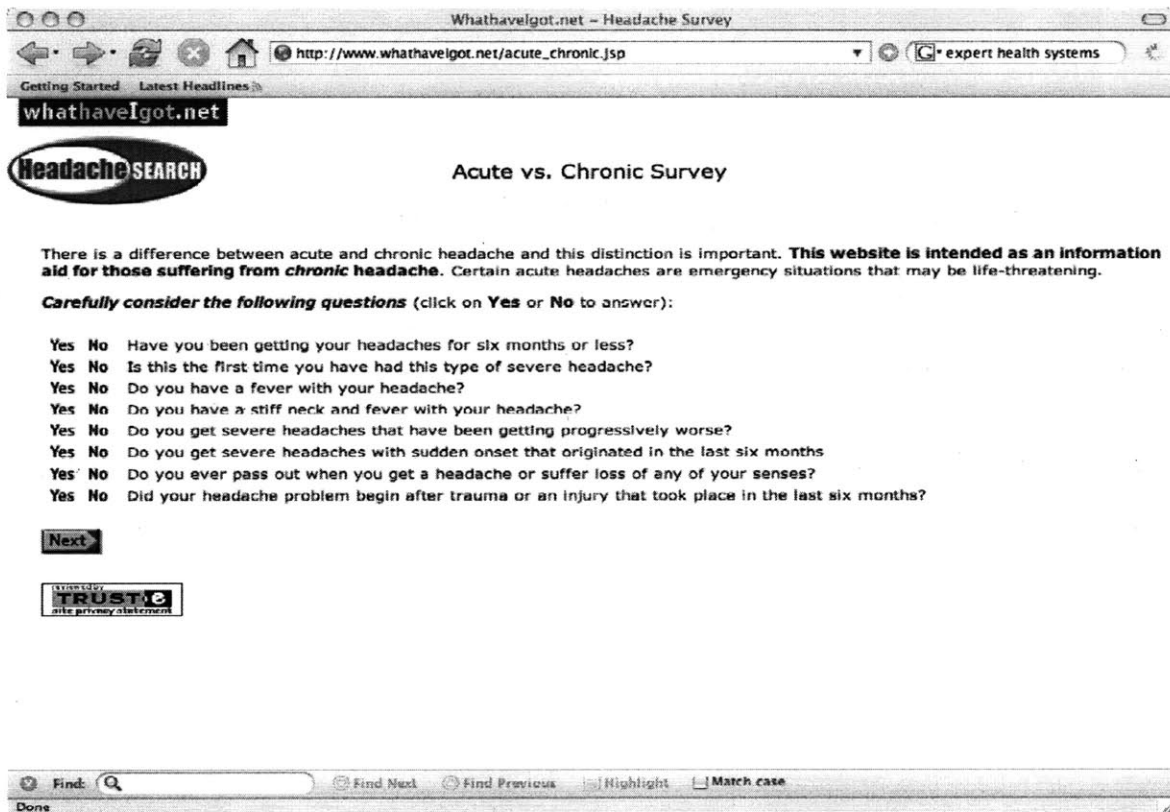 Whathavelgot.net – Headache Survey
http://www.whathavelgot.net/acute_chronic.jsp
G expert health systems
Getting Started Latest Headlines
whathaveIgot.net
Headache SEARCH
Acute vs. Chronic Survey
There is a difference between acute and chronic headache and this distinction is important. This website is intended as an information
aid for those suffering from chronic headache. Certain acute headaches are emergency situations that may be life-threatening.
Carefully consider the following questions (click on Yes or No to answer):
Yes No Have you been getting your headaches for six months or less?
Yes No Is this the first time you have had this type of severe headache?
Yes No Do you have a fever with your headache?
Yes No Do you have a stiff neck and fever with your headache?
Yes No Do you get severe headaches that have been getting progressively worse?
Yes No Do you get severe headaches with sudden onset that originated in the last six months
Yes No Do you ever pass out when you get a headache or suffer loss of any of your senses?
Yes No Did your headache problem begin after trauma or an injury that took place in the last six months?
Next
reviewed by
TRUSTe
site privacy statement
Find: Find Next Find Previous Highlight Match case
Done